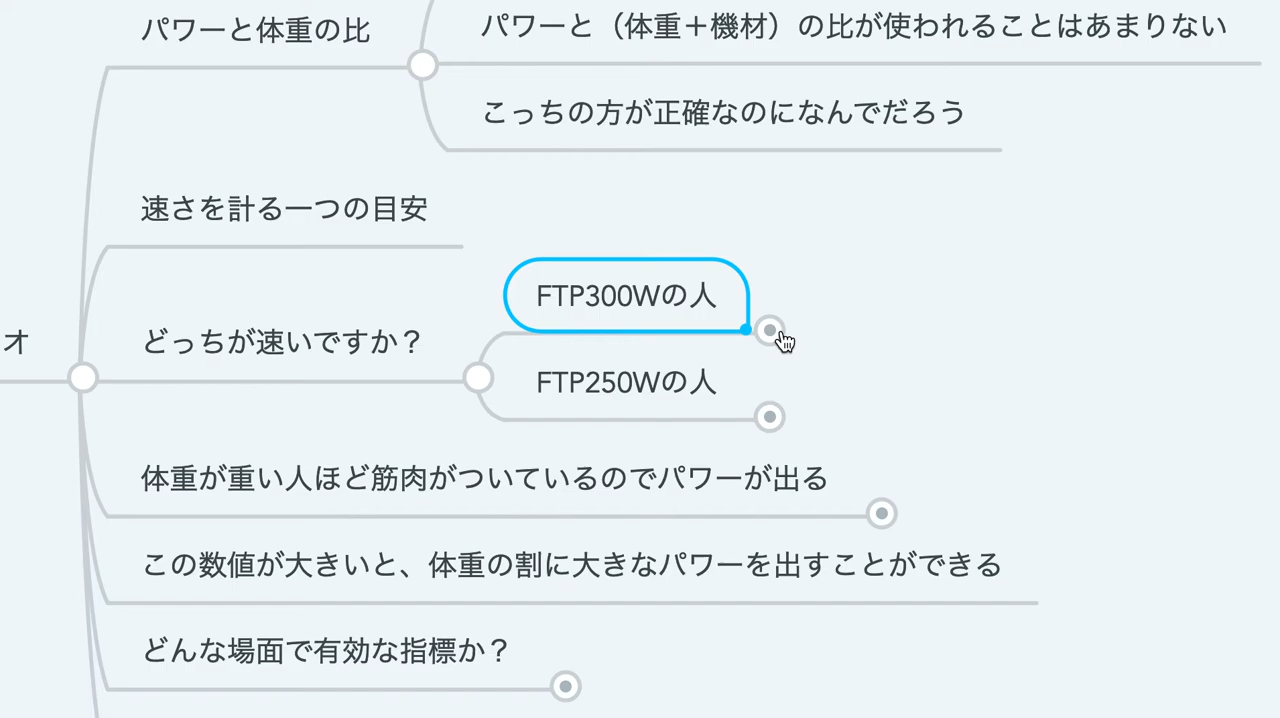 パワーと体重の比
パワーと（体重＋機材）の比が使われることはあまりない
こっちの方が正確なのになんでだろう
速さを計る一つの目安
オ
どっちが速いですか？
FTP300Wの人
FTP250Wの人
体重が重い人ほど筋肉がついているのでパワーが出る
この数値が大きいと、体重の割に大きなパワーを出すことができる
どんな場面で有効な指標か？